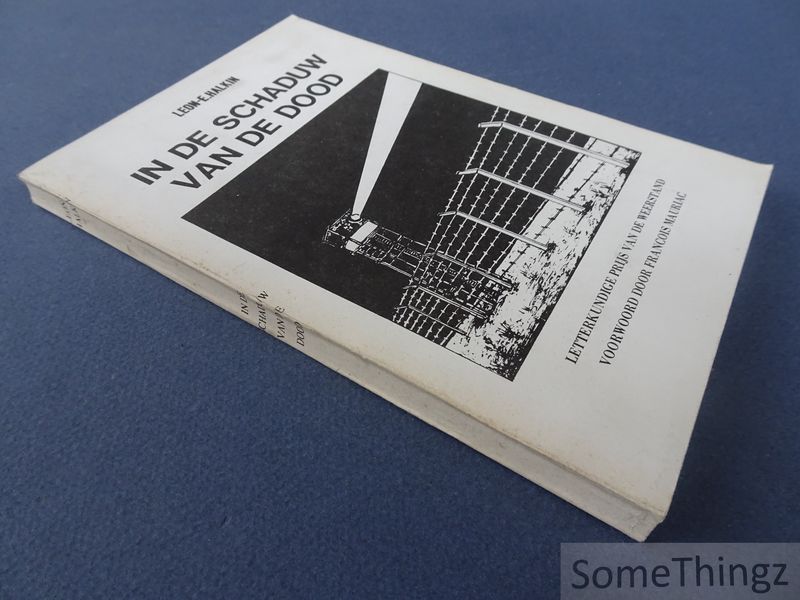 LEON-E.HALKIN
IN DE SCHADUW
VAN DE DOOD
LETTERKUNDIGE PRIJS VAN DE WEERSTAND
VOORWOORD DOOR FRANCOIS MAURIAC
IN DE
SCHADUW
VAN DE
DOOD
SomeThingz